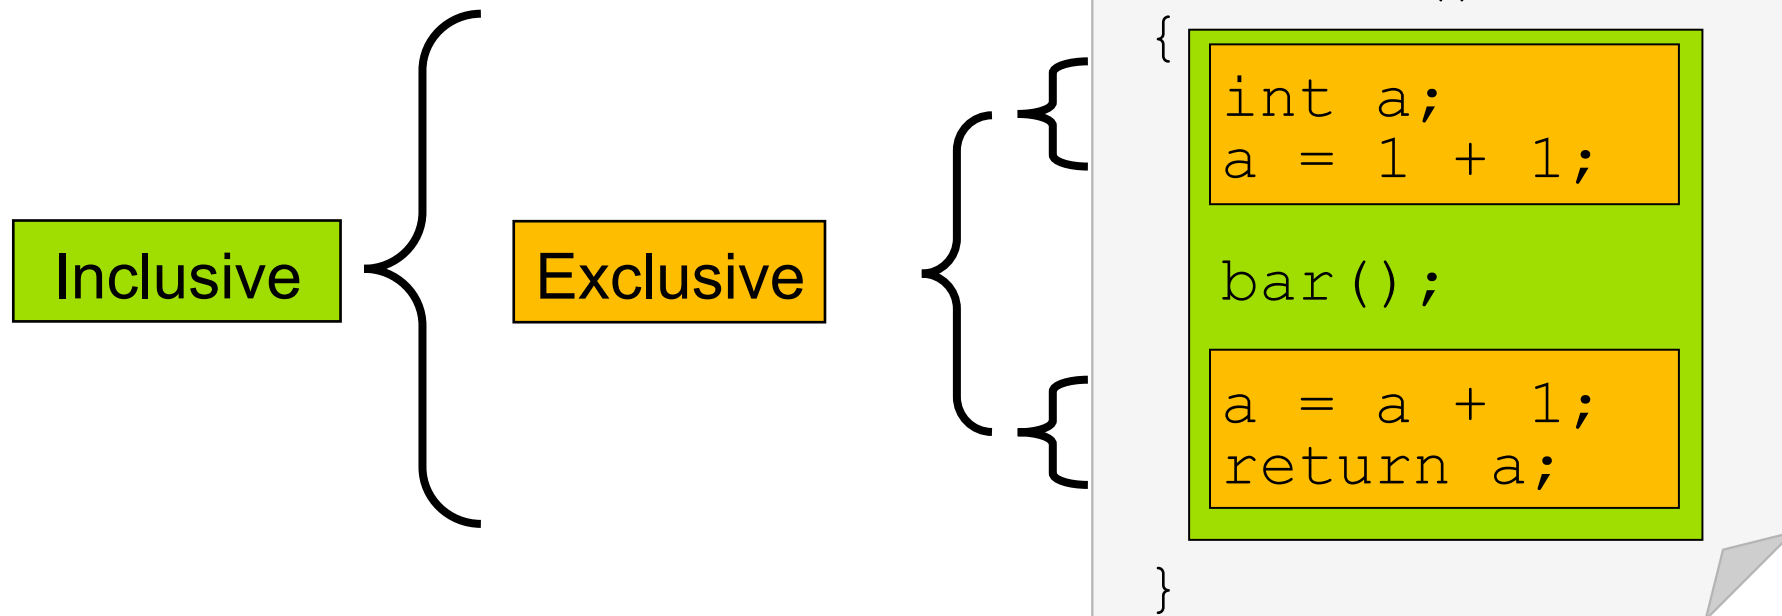 Inclusive
Exclusive
{
int a;
a = 1 + 1;
bar();
a = a + 1;
return a;
}